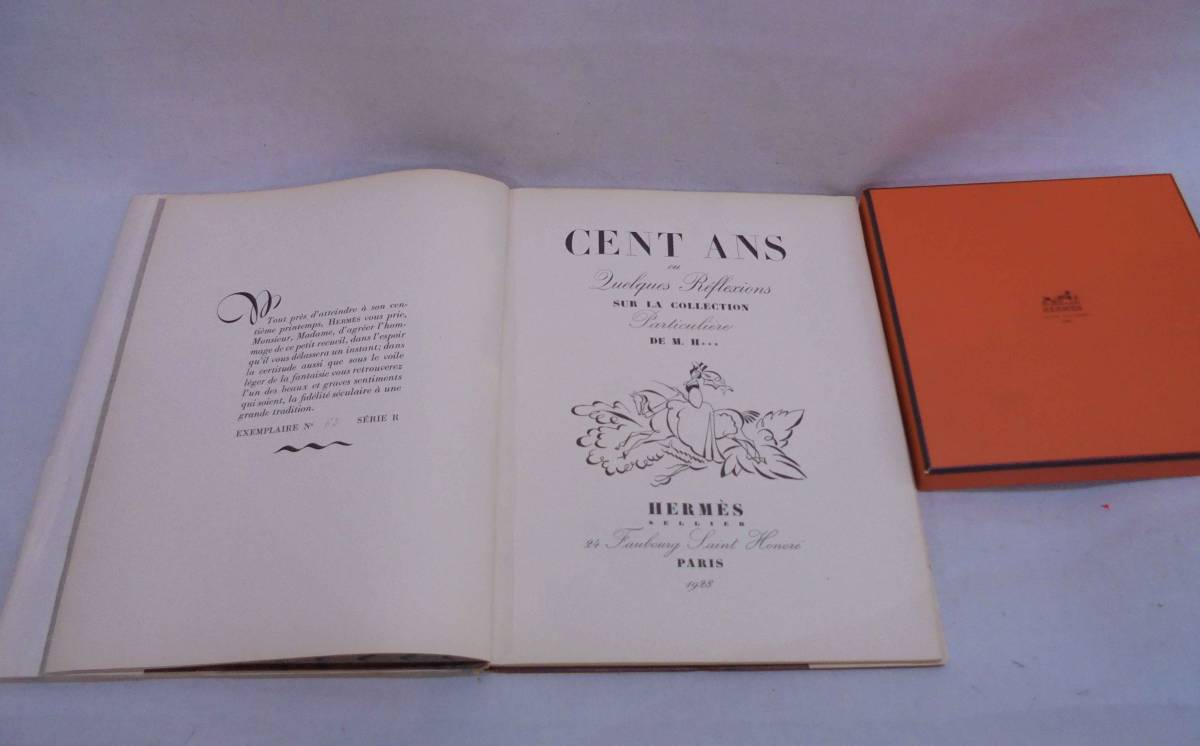 Tout près d'atteindre à son cen-
tième printemps, HERMÈS vous prie,
Monsieur, Madame, d'agréer l'hom-
mage de ce petit recueil, dans l'espoir
qu'il vous délassera un instant; dans
la certitude aussi que sous le voile
léger de la fantaisie vous retrouverez
l'un des beaux et graves sentiments
qui soient, la fidélité séculaire à une
grande tradition.
EXEMPLAIRE Nº SÉRIE R
CENT ANS
ou
Quelques Réflexions
SUR LA COLLECTION
Particulière
DE M. H...
HERMÈS
SELLIER
24 Faubourg Saint Honoré
PARIS
1928
HERMÈS